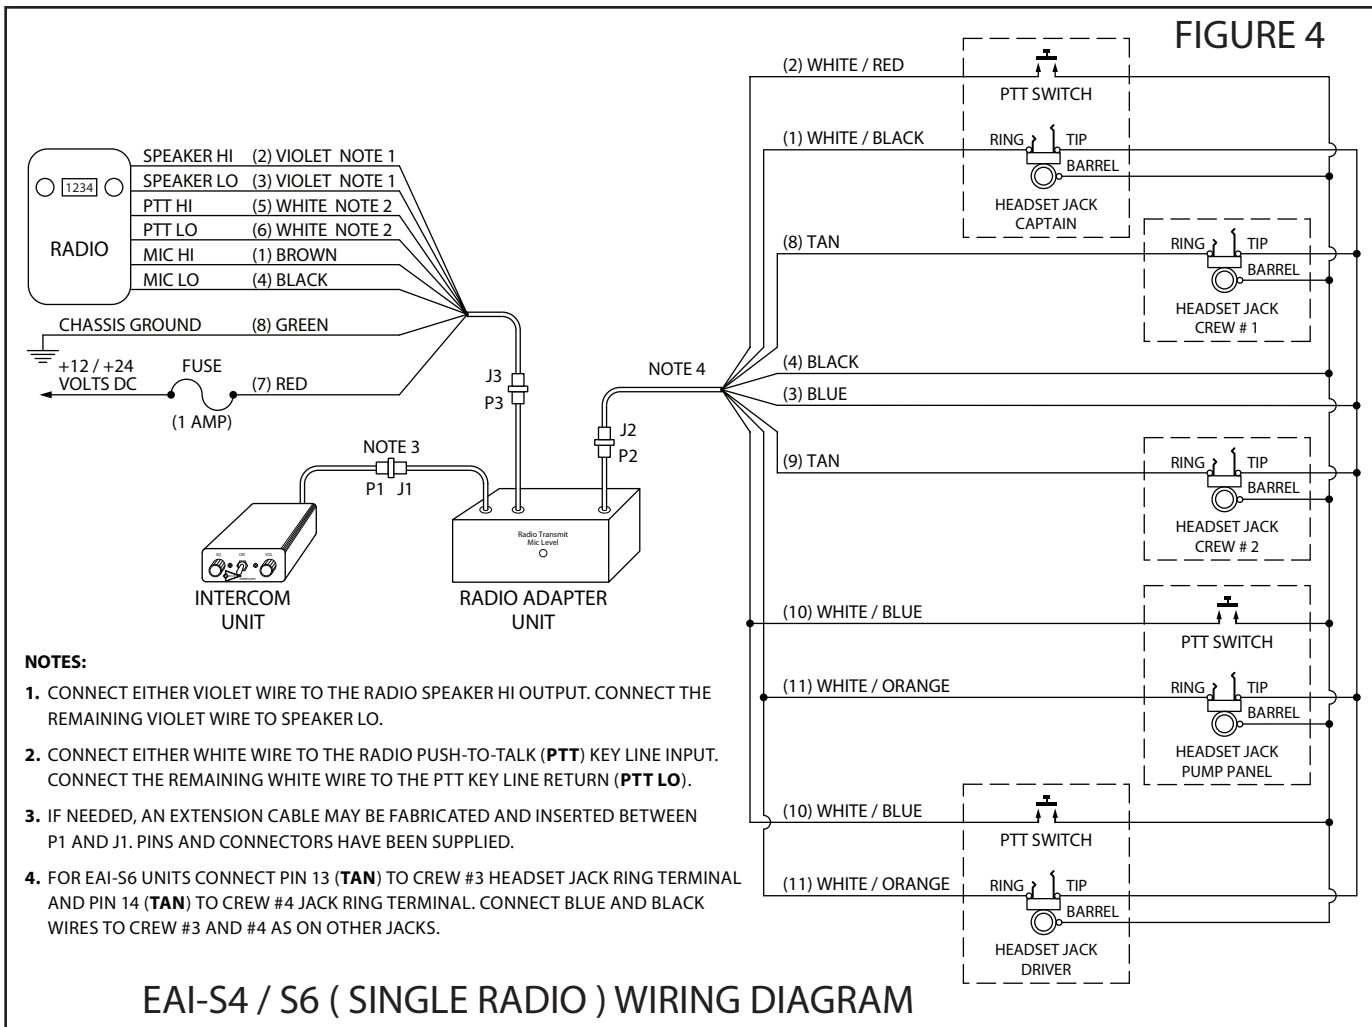 FIGURE 4
SPEAKER HI (2) VIOLET NOTE 1
SPEAKER LO (3) VIOLET NOTE 1
PTT HI (5) WHITE NOTE 2
PTT LO (6) WHITE NOTE 2
MIC HI (1) BROWN
MIC LO (4) BLACK
1234
RADIO
CHASSIS GROUND (8) GREEN
+12 / +24
VOLTS DC
FUSE
(7) RED
(1 AMP)
J3
P3
NOTE 3
P1 J1
J2
P2
NOTE 4
SQ ON VOL
Intercom
INTERCOM
UNIT
Radio Transmit
Mic Level
RADIO ADAPTER
UNIT
(2) WHITE / RED
PTT SWITCH
(1) WHITE / BLACK
RING TIP
BARREL
HEADSET JACK
CAPTAIN
(8) TAN
RING TIP
BARREL
HEADSET JACK
CREW # 1
(4) BLACK
(3) BLUE
(9) TAN
RING TIP
BARREL
HEADSET JACK
CREW # 2
(10) WHITE / BLUE
PTT SWITCH
(11) WHITE / ORANGE
RING TIP
BARREL
HEADSET JACK
PUMP PANEL
(10) WHITE / BLUE
PTT SWITCH
(11) WHITE / ORANGE
RING TIP
BARREL
HEADSET JACK
DRIVER
NOTES:
1. CONNECT EITHER VIOLET WIRE TO THE RADIO SPEAKER HI OUTPUT. CONNECT THE
REMAINING VIOLET WIRE TO SPEAKER LO.
2. CONNECT EITHER WHITE WIRE TO THE RADIO PUSH-TO-TALK (PTT) KEY LINE INPUT.
CONNECT THE REMAINING WHITE WIRE TO THE PTT KEY LINE RETURN (PTT LO).
3. IF NEEDED, AN EXTENSION CABLE MAY BE FABRICATED AND INSERTED BETWEEN
P1 AND J1. PINS AND CONNECTORS HAVE BEEN SUPPLIED.
4. FOR EAI-S6 UNITS CONNECT PIN 13 (TAN) TO CREW #3 HEADSET JACK RING TERMINAL
AND PIN 14 (TAN) TO CREW #4 JACK RING TERMINAL. CONNECT BLUE AND BLACK
WIRES TO CREW #3 AND #4 AS ON OTHER JACKS.
EAI-S4 / S6 ( SINGLE RADIO ) WIRING DIAGRAM